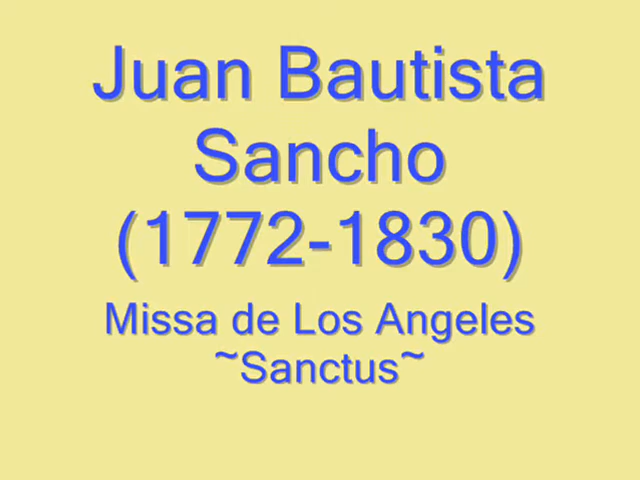 Juan Bautista
Sancho
(1772-1830)
Missa de Los Angeles
~Sanctus~